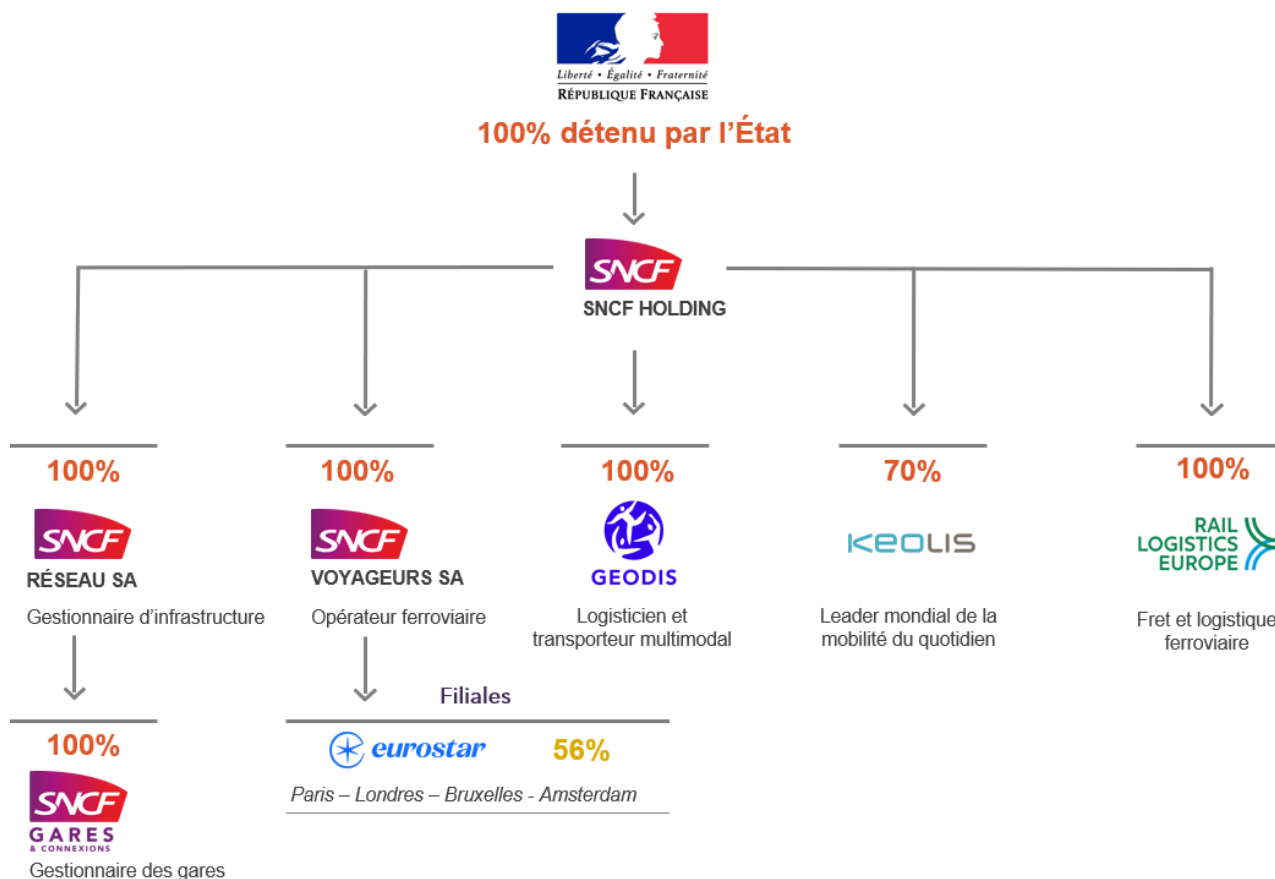 Liberté • Égalité • Fraternité
RÉPUBLIQUE FRANÇAISE
100% détenu par l'État
SNCF
SNCF HOLDING
100%
SNCF
RÉSEAU SA
Gestionnaire d'infrastructure
100%
SNCF
GARES
& CONNEXIONS
Gestionnaire des gares
100%
SNCF
VOYAGEURS SA
Opérateur ferroviaire
Filiales
eurostar 56%
Paris – Londres – Bruxelles - Amsterdam
100%
GEODIS
Logisticien et
transporteur multimodal
70%
KEOLIS
Leader mondial de la
mobilité du quotidien
100%
RAIL
LOGISTICS
EUROPE
Fret et logistique
ferroviaire